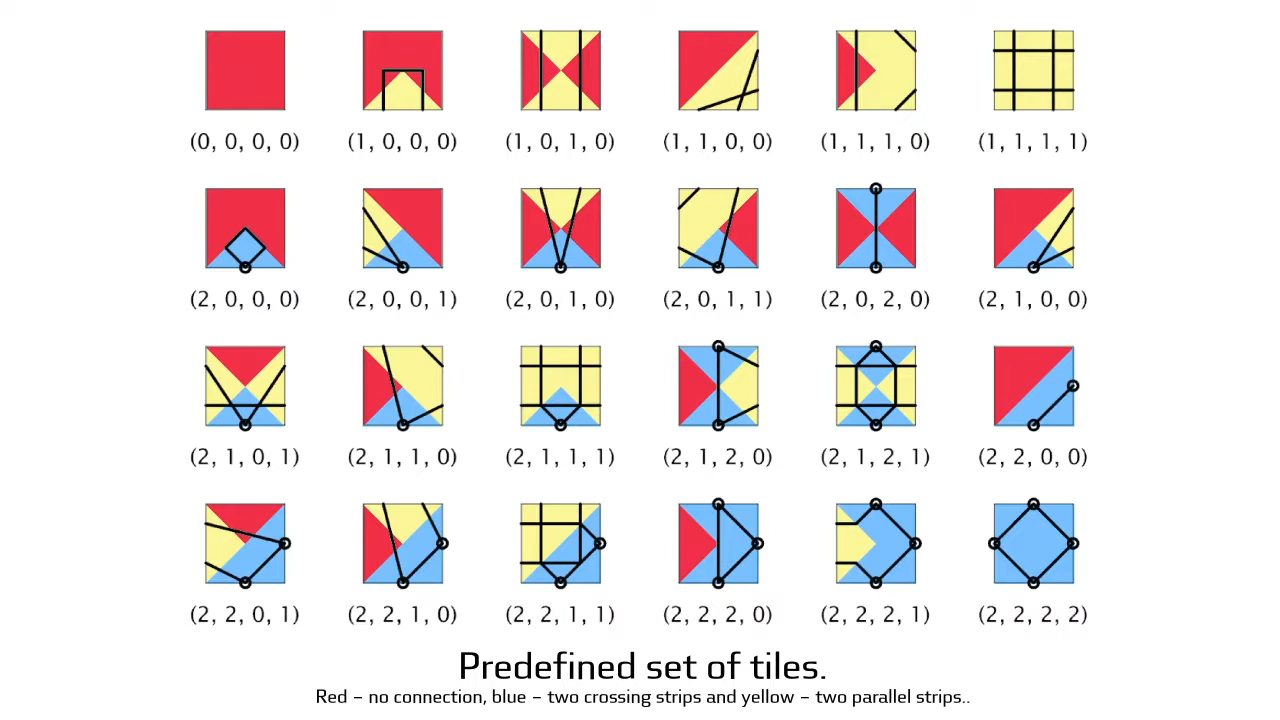 (0, 0, 0, 0) (1, 0, 0, 0) (1, 0, 1, 0) (1, 1, 0, 0) (1, 1, 1, 0) (1, 1, 1, 1)
(2, 0, 0, 0) (2, 0, 0, 1) (2, 0, 1, 0) (2, 0, 1, 1) (2, 0, 2, 0) (2, 1, 0, 0)
(2, 1, 0, 1) (2, 1, 1, 0) (2, 1, 1, 1) (2, 1, 2, 0) (2, 1, 2, 1) (2, 2, 0, 0)
(2, 2, 0, 1) (2, 2, 1, 0) (2, 2, 1, 1) (2, 2, 2, 0) (2, 2, 2, 1) (2, 2, 2, 2)
Predefined set of tiles.
Red – no connection, blue – two crossing strips and yellow – two parallel strips..